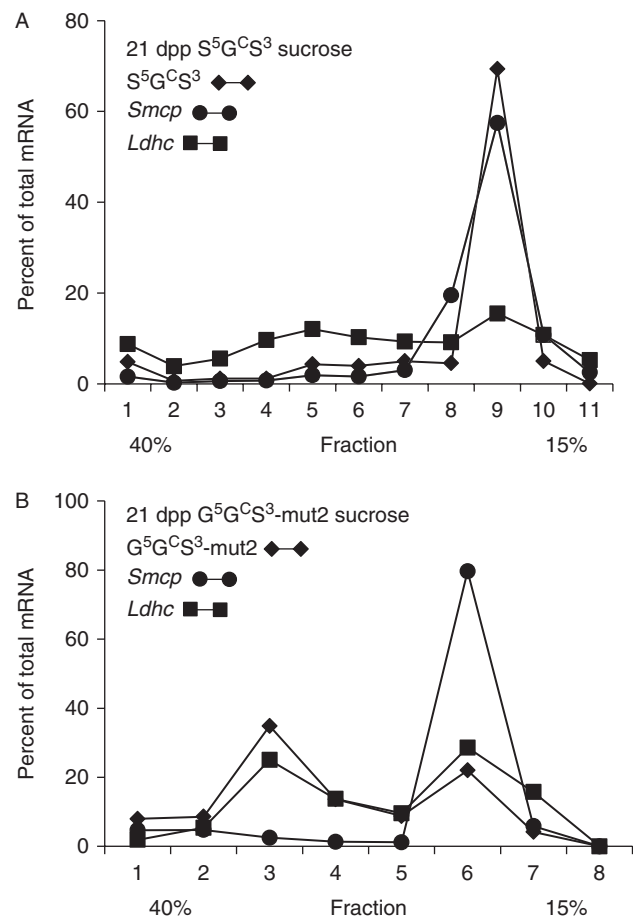 A
80
60
40
20
0
Percent of total mRNA
21 dpp S⁵GᶜS³ sucrose
S⁵GᶜS³
Smcp
Ldhc
1 2 3 4 5 6 7 8 9 10 11
40% Fraction 15%
B
100
80
60
40
20
0
Percent of total mRNA
21 dpp G⁵GᶜS³-mut2 sucrose
G⁵GᶜS³-mut2
Smcp
Ldhc
1 2 3 4 5 6 7 8
40% Fraction 15%